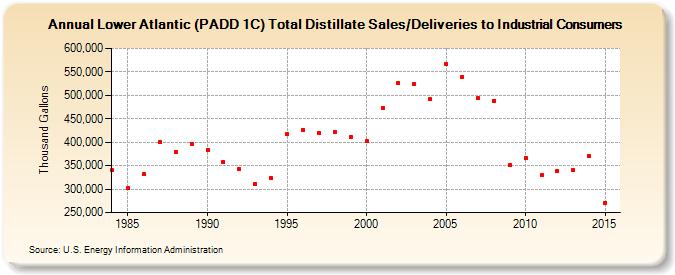 Annual Lower Atlantic (PADD 1C) Total Distillate Sales/Deliveries to Industrial Consumers
Thousand Gallons
600,000
550,000
500,000
450,000
400,000
350,000
300,000
250,000
1985 1990 1995 2000 2005 2010 2015
Source: U.S. Energy Information Administration